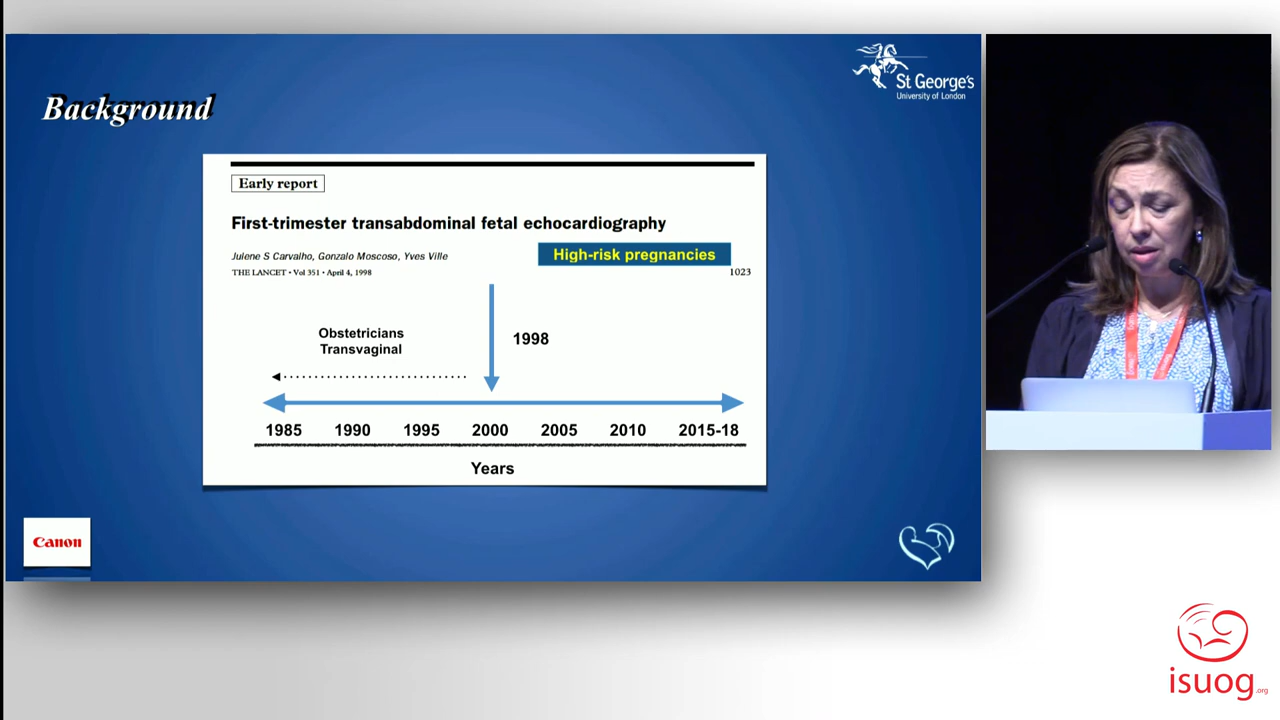 St George's
University of London
Background
Early report
First-trimester transabdominal fetal echocardiography
Julene S Carvalho, Gonzalo Moscoso, Yves Ville
High-risk pregnancies
THE LANCET • Vol 351 • April 4, 1998
1023
Obstetricians
Transvaginal
1998
1985 1990 1995 2000 2005 2010 2015-18
Years
Canon
isuog.org